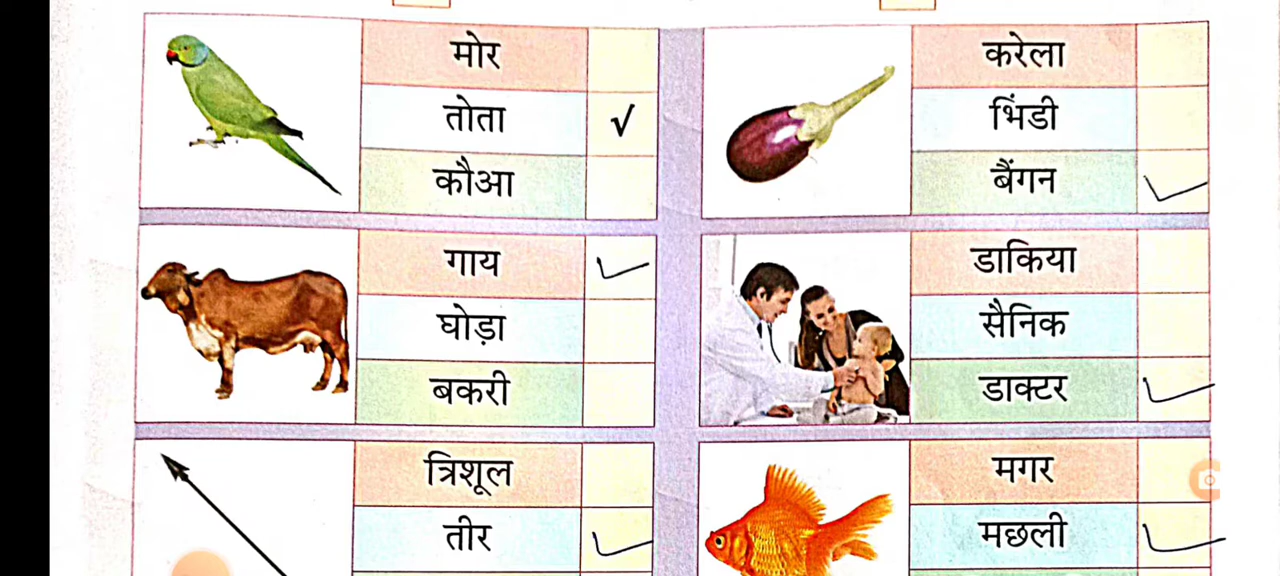 मोर
तोता √
कौआ
करेला
भिंडी
बैंगन ✓
गाय ✓
घोड़ा
बकरी
डाकिया
सैनिक
डाक्टर ✓
त्रिशूल
तीर ✓
मगर
मछली ✓